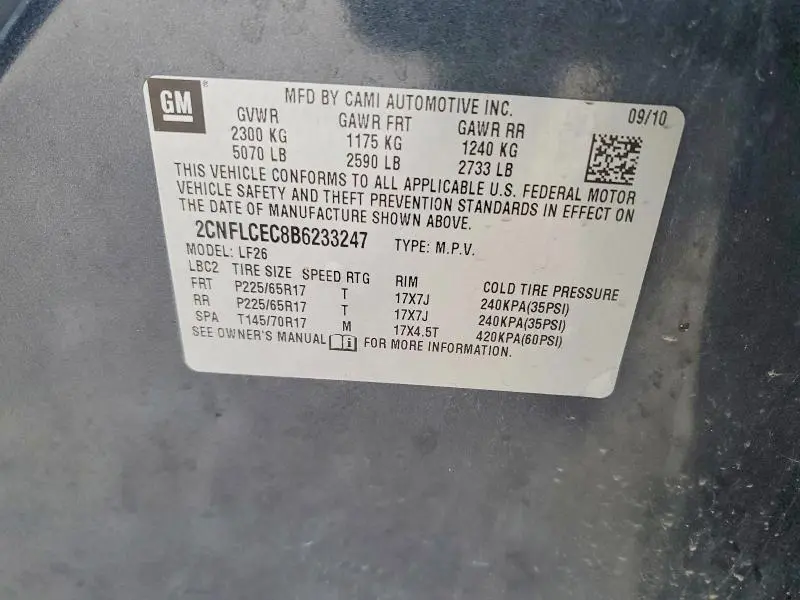 GM
MFD BY CAMI AUTOMOTIVE INC.
09/10
GVWR GAWR FRT GAWR RR
2300 KG 1175 KG 1240 KG
5070 LB 2590 LB 2733 LB
THIS VEHICLE CONFORMS TO ALL APPLICABLE U.S. FEDERAL MOTOR
VEHICLE SAFETY AND THEFT PREVENTION STANDARDS IN EFFECT ON
THE DATE OF MANUFACTURE SHOWN ABOVE.
2CNFLCEC8B6233247 TYPE: M.P.V.
MODEL: LF26
LBC2 TIRE SIZE SPEED RTG RIM COLD TIRE PRESSURE
FRT P225/65R17 T 17X7J 240KPA(35PSI)
RR P225/65R17 T 17X7J 240KPA(35PSI)
SPA T145/70R17 M 17X4.5T 420KPA(60PSI)
SEE OWNER'S MANUAL FOR MORE INFORMATION.